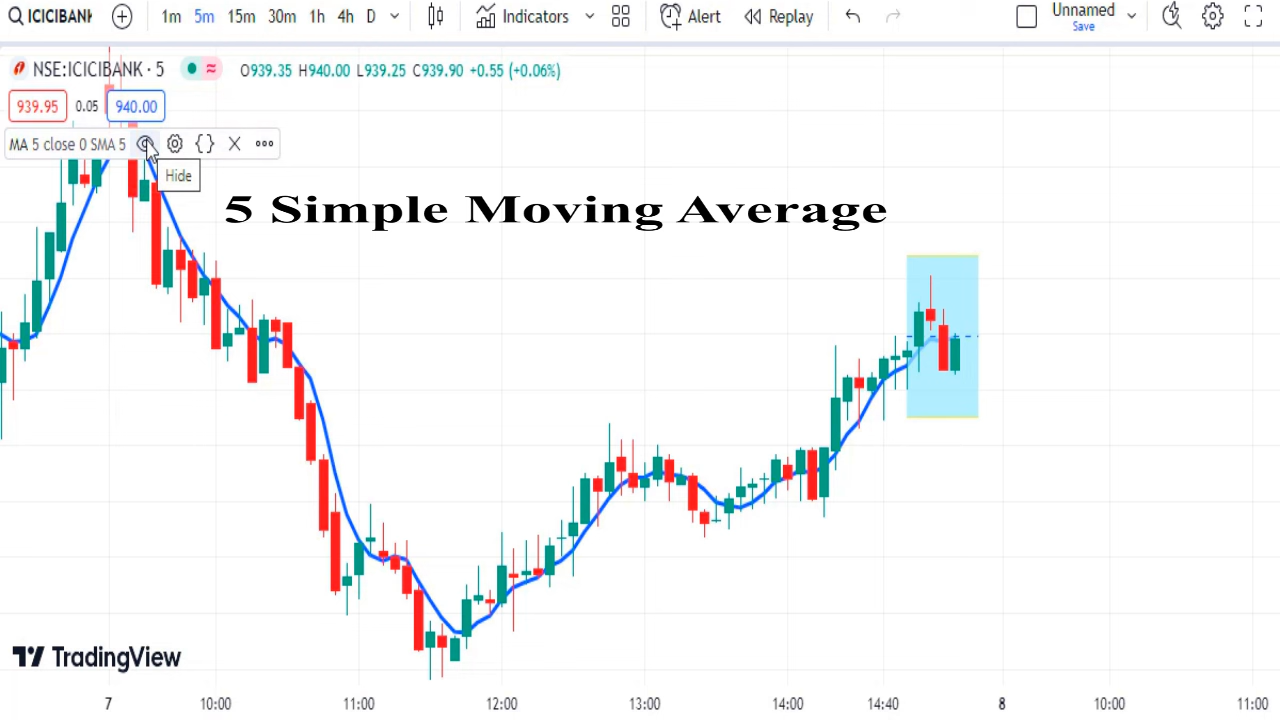 ICICIBANK 1m 5m 15m 30m 1h 4h D Indicators Alert Replay Unnamed
Save
NSE:ICICIBANK · 5 O939.35 H940.00 L939.25 C939.90 +0.55 (+0.06%)
939.95 0.05 940.00
MA 5 close 0 SMA 5
Hide
5 Simple Moving Average
TradingView
7 10:00 11:00 12:00 13:00 14:00 14:40 8 10:00 11:00